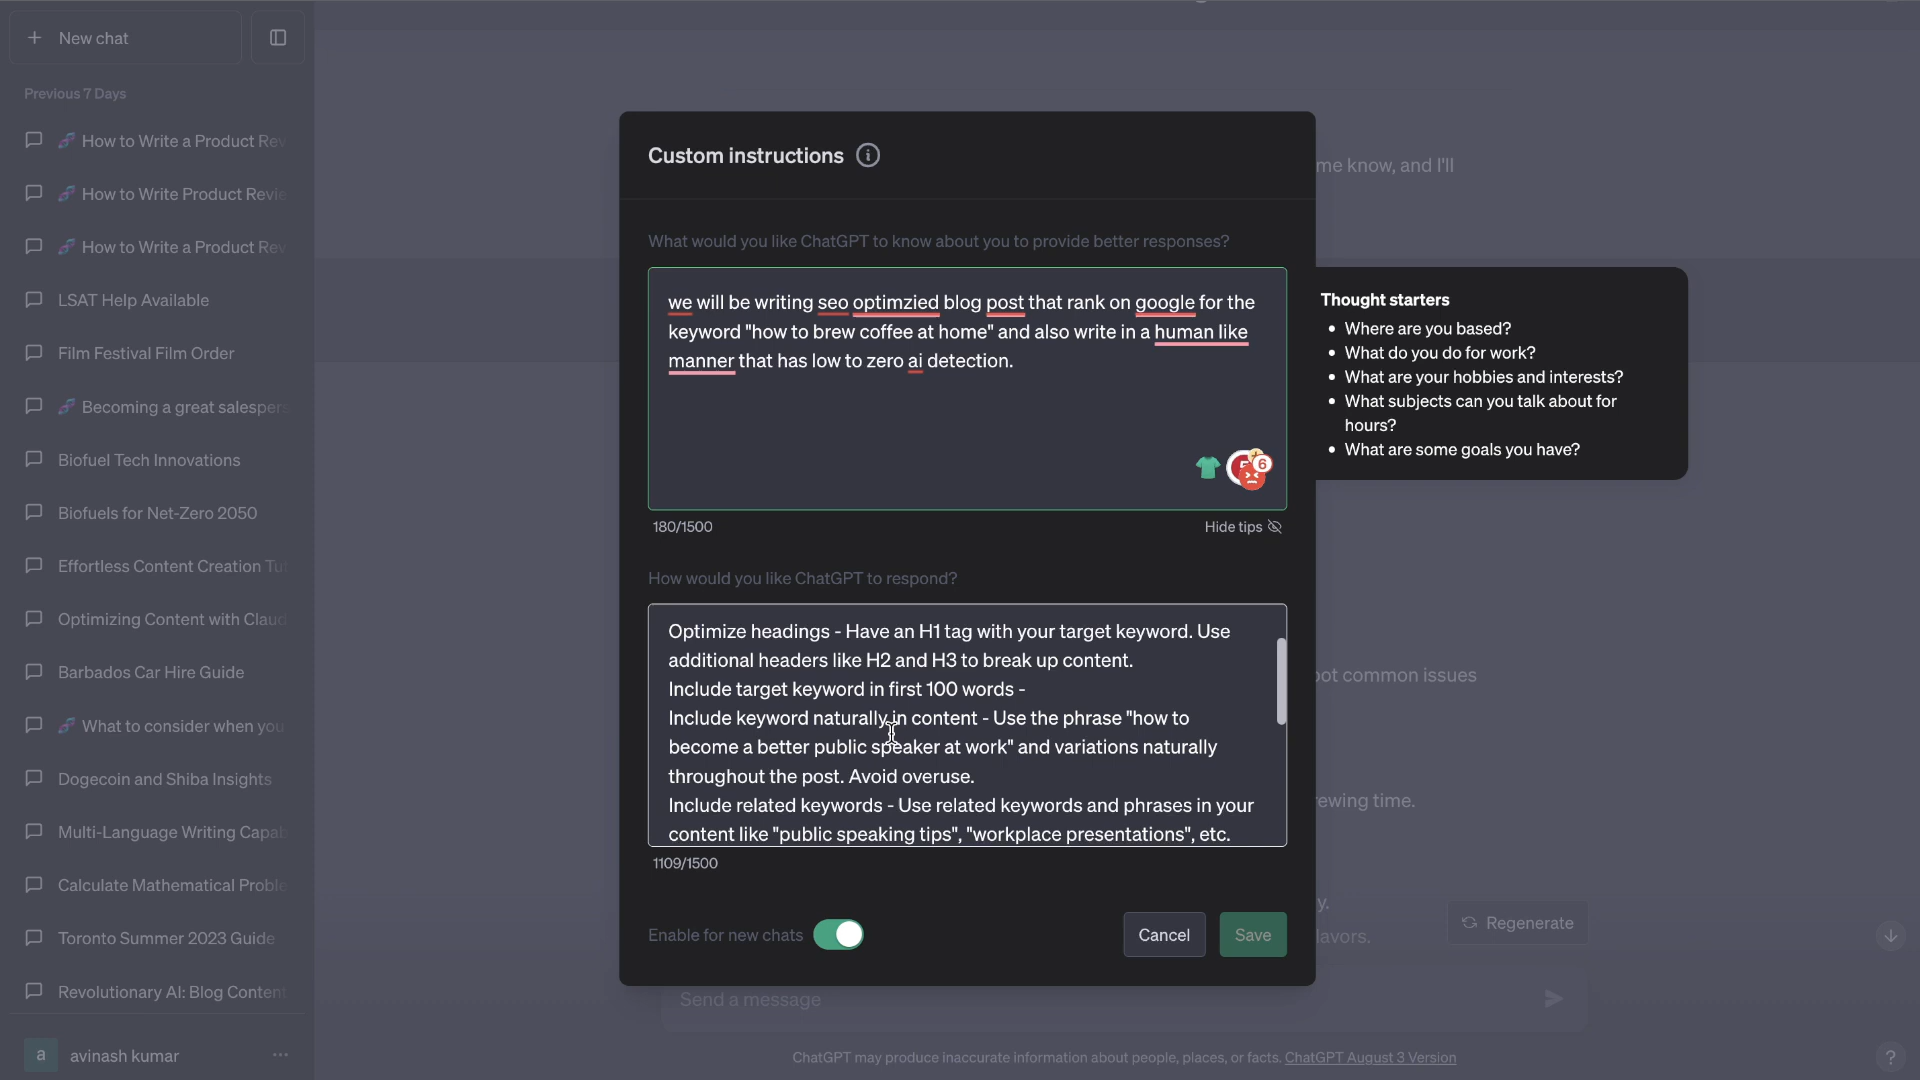 New chat
Previous 7 Days
How to Write a Product Rev
How to Write Product Revie
How to Write a Product Rev
LSAT Help Available
Film Festival Film Order
Becoming a great salespers
Biofuel Tech Innovations
Biofuels for Net-Zero 2050
Effortless Content Creation Tut
Optimizing Content with Claud
Barbados Car Hire Guide
What to consider when you
Dogecoin and Shiba Insights
Multi-Language Writing Capab
Calculate Mathematical Proble
Toronto Summer 2023 Guide
Revolutionary AI: Blog Content
a avinash kumar
Custom instructions
What would you like ChatGPT to know about you to provide better responses?
we will be writing seo optimzied blog post that rank on google for the
keyword "how to brew coffee at home" and also write in a human like
manner that has low to zero ai detection.
6
180/1500
Hide tips
How would you like ChatGPT to respond?
Optimize headings - Have an H1 tag with your target keyword. Use
additional headers like H2 and H3 to break up content.
Include target keyword in first 100 words -
Include keyword naturally in content - Use the phrase "how to
become a better public speaker at work" and variations naturally
throughout the post. Avoid overuse.
Include related keywords - Use related keywords and phrases in your
content like "public speaking tips", "workplace presentations", etc.
1109/1500
Enable for new chats
Cancel
Save
Thought starters
• Where are you based?
• What do you do for work?
• What are your hobbies and interests?
• What subjects can you talk about for
hours?
• What are some goals you have?
me know, and I'll
ot common issues
ewing time.
y.
lavors.
Regenerate
Send a message
ChatGPT may produce inaccurate information about people, places, or facts. ChatGPT August 3 Version
?